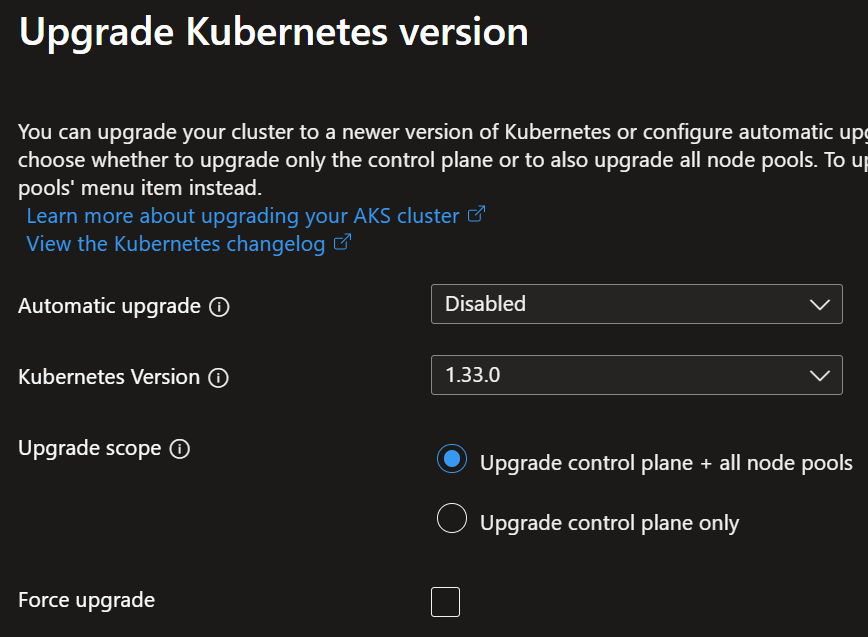 Upgrade Kubernetes version
You can upgrade your cluster to a newer version of Kubernetes or configure automatic
choose whether to upgrade only the control plane or to also upgrade all node pools. To
pools' menu item instead.
Learn more about upgrading your AKS cluster
View the Kubernetes changelog
Automatic upgrade
Disabled
Kubernetes Version
1.33.0
Upgrade scope
Upgrade control plane + all node pools
Upgrade control plane only
Force upgrade